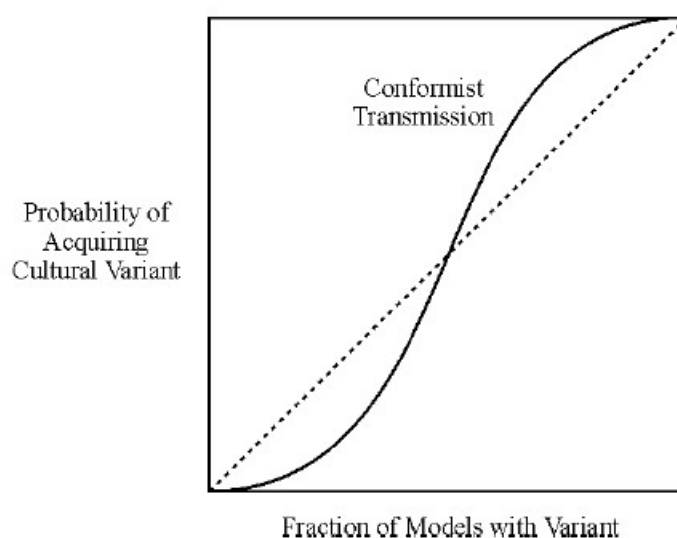 Conformist
Transmission
Probability of
Acquiring
Cultural Variant
Fraction of Models with Variant